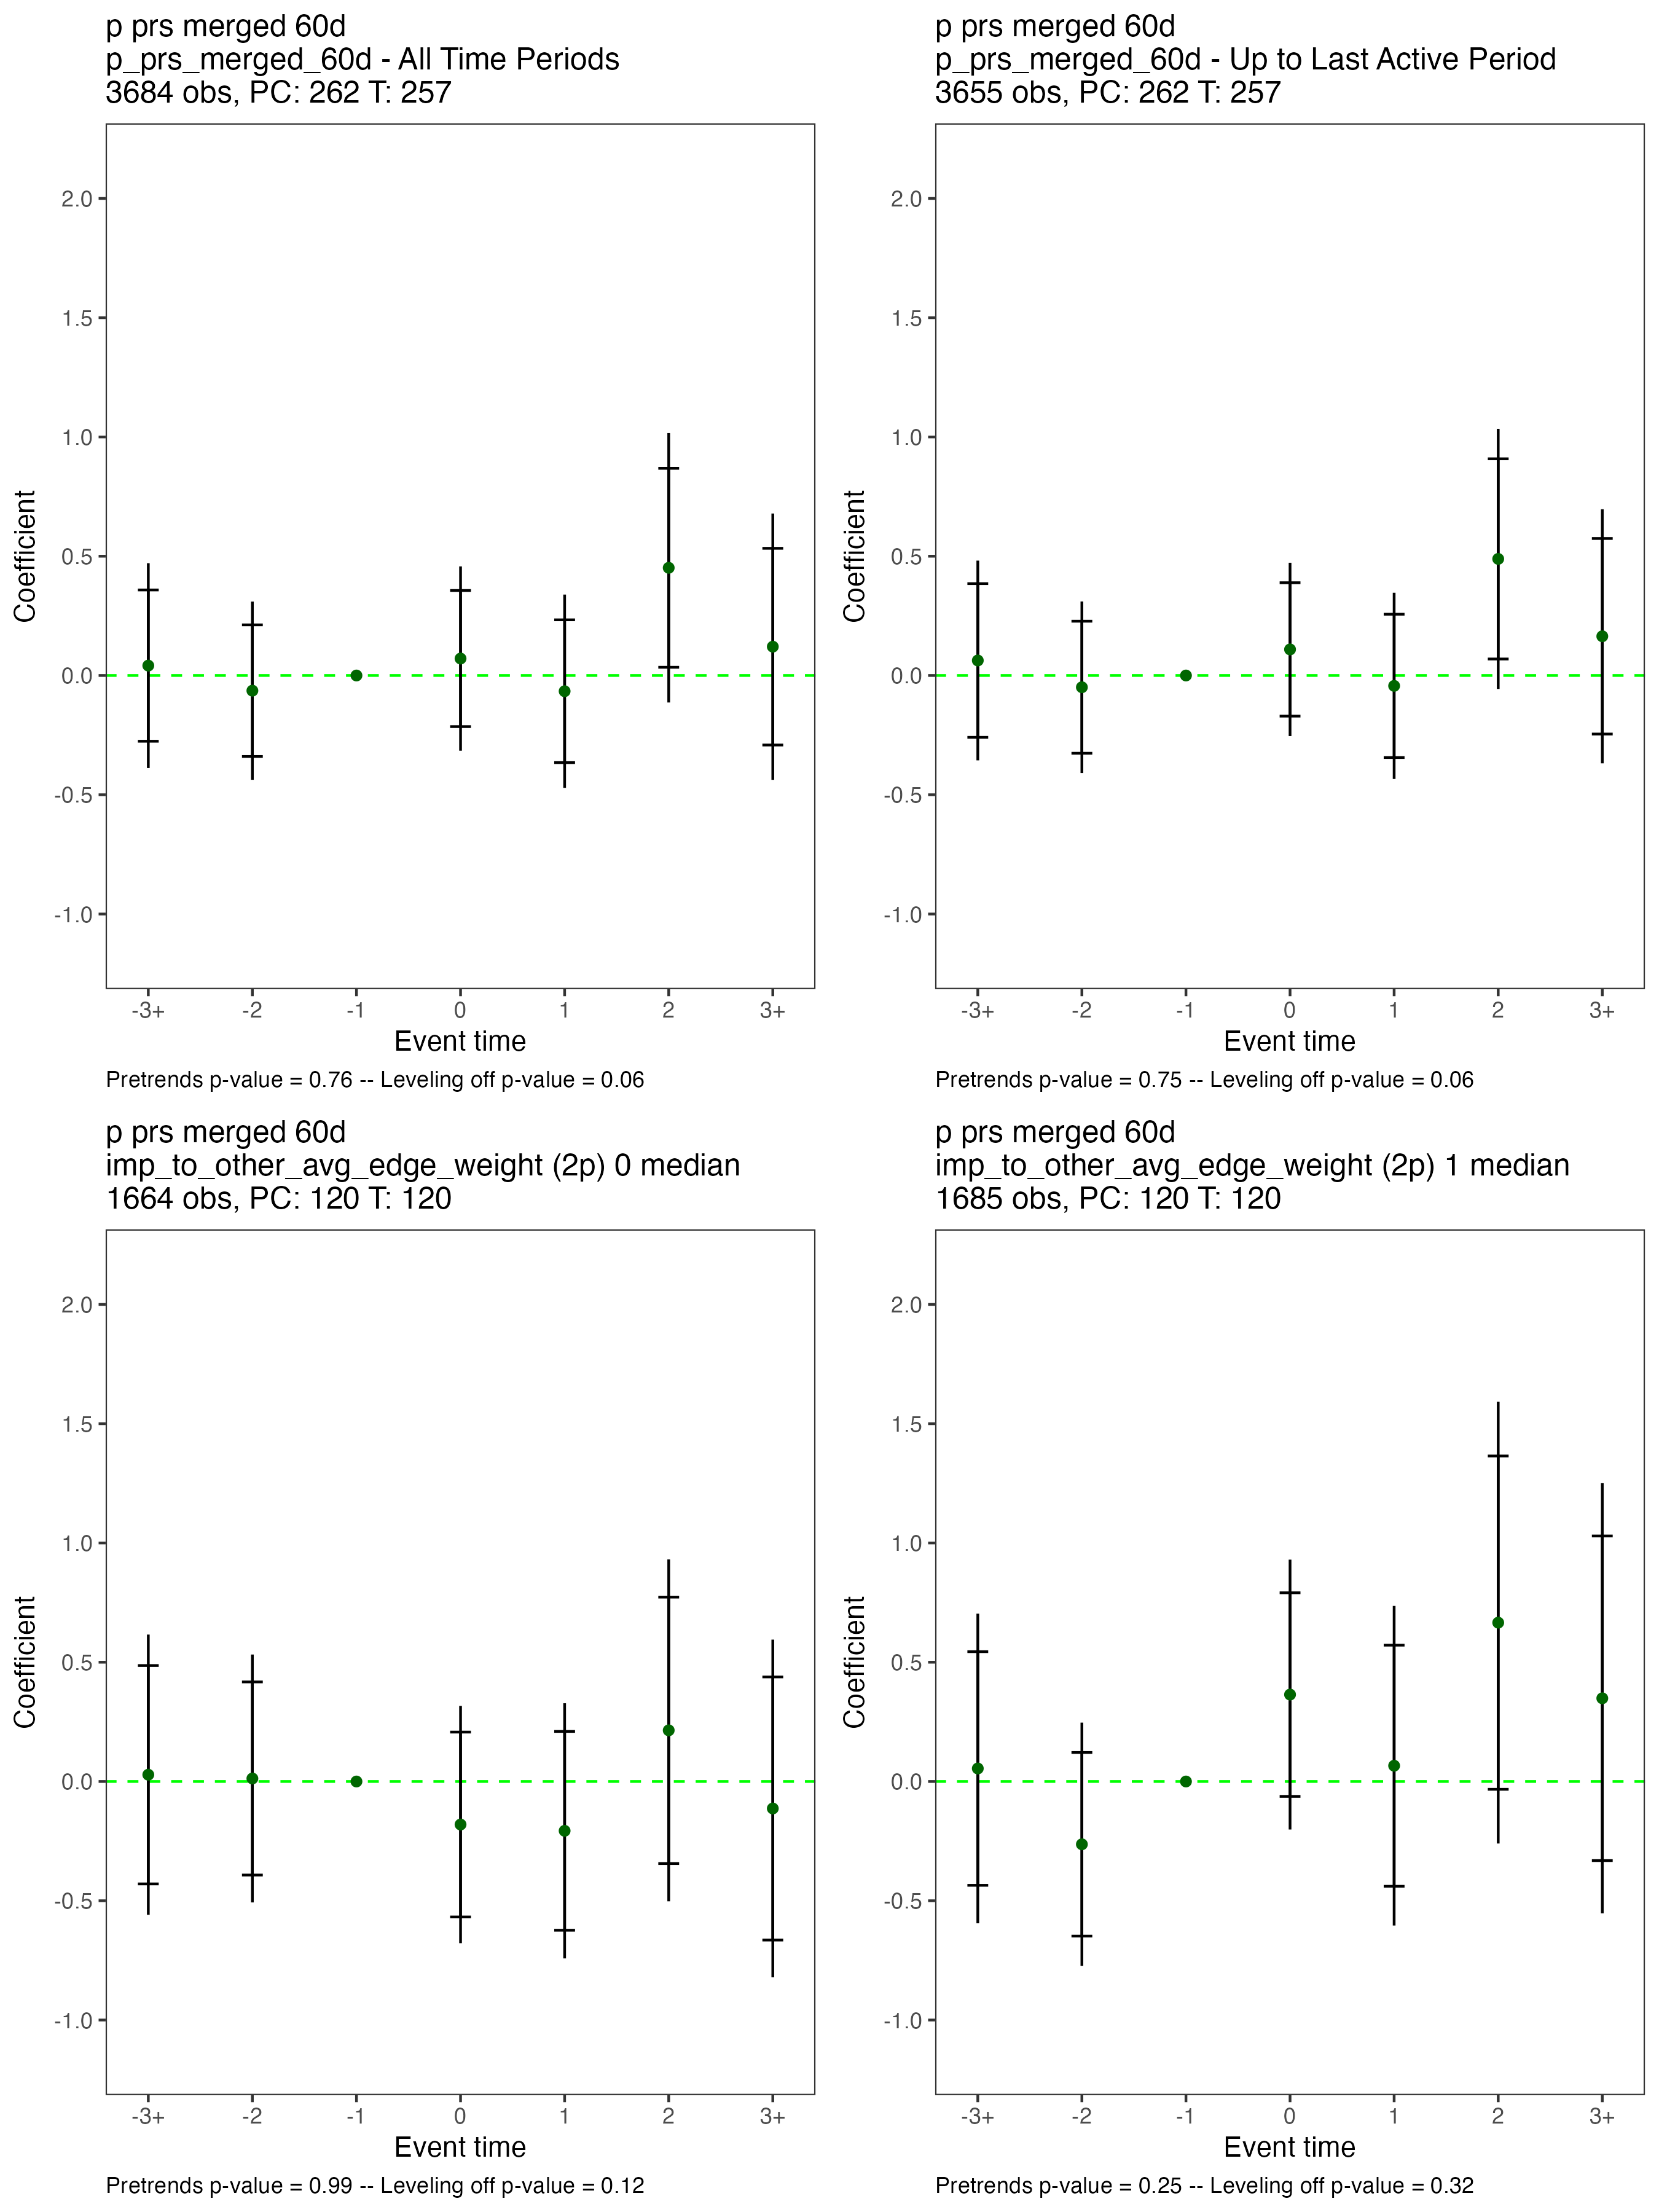 p prs merged 60d
p_prs_merged_60d - All Time Periods
3684 obs, PC: 262 T: 257
Coefficient
2.0
1.5
1.0
0.5
0.0
-0.5
-1.0
-3+ -2 -1 0 1 2 3+
Event time
Pretrends p-value = 0.76 -- Leveling off p-value = 0.06
p prs merged 60d
p_prs_merged_60d - Up to Last Active Period
3655 obs, PC: 262 T: 257
Coefficient
2.0
1.5
1.0
0.5
0.0
-0.5
-1.0
-3+ -2 -1 0 1 2 3+
Event time
Pretrends p-value = 0.75 -- Leveling off p-value = 0.06
p prs merged 60d
imp_to_other_avg_edge_weight (2p) 0 median
1664 obs, PC: 120 T: 120
Coefficient
2.0
1.5
1.0
0.5
0.0
-0.5
-1.0
-3+ -2 -1 0 1 2 3+
Event time
Pretrends p-value = 0.99 -- Leveling off p-value = 0.12
p prs merged 60d
imp_to_other_avg_edge_weight (2p) 1 median
1685 obs, PC: 120 T: 120
Coefficient
2.0
1.5
1.0
0.5
0.0
-0.5
-1.0
-3+ -2 -1 0 1 2 3+
Event time
Pretrends p-value = 0.25 -- Leveling off p-value = 0.32